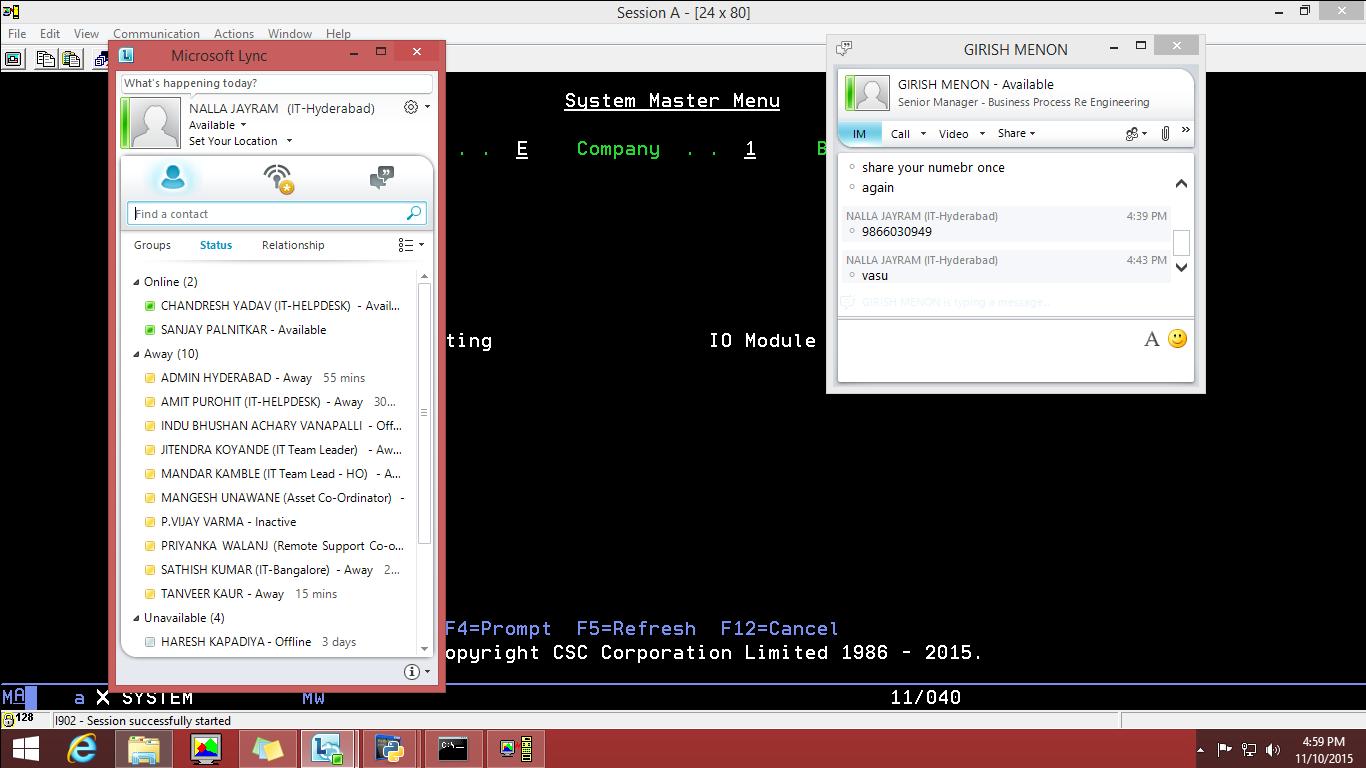 Session A - [24 x 80]
File Edit View Communication Actions Window Help
Microsoft Lync
What's happening today?
NALLA JAYRAM (IT-Hyderabad)
Available
Set Your Location
Find a contact
Groups Status Relationship
Online (2)
CHANDRESH YADAV (IT-HELPDESK) - Avail...
SANJAY PALNITKAR - Available
Away (10)
ADMIN HYDERABAD - Away 55 mins
AMIT PUROHIT (IT-HELPDESK) - Away 30...
INDU BHUSHAN ACHARY VANAPALLI - Off...
JITENDRA KOYANDE (IT Team Leader) - Aw...
MANDAR KAMBLE (IT Team Lead - HO) - A...
MANGESH UNAWANE (Asset Co-Ordinator) -
P.VIJAY VARMA - Inactive
PRIYANKA WALANJ (Remote Support Co-o...
SATHISH KUMAR (IT-Bangalore) - Away 2...
TANVEER KAUR - Away 15 mins
Unavailable (4)
HARESH KAPADIYA - Offline 3 days
System Master Menu
. . E Company . . 1 B
ting IO Module
F4=Prompt F5=Refresh F12=Cancel
opyright CSC Corporation Limited 1986 - 2015.
GIRISH MENON
GIRISH MENON - Available
Senior Manager - Business Process Re Engineering
IM Call Video Share
share your numebr once
again
NALLA JAYRAM (IT-Hyderabad) 4:39 PM
9866030949
NALLA JAYRAM (IT-Hyderabad) 4:43 PM
vasu
GIRISH MENON is typing a message...
A
MA a X SYSTEM MW 11/040
128 I902 - Session successfully started
C:\
4:59 PM
11/10/2015